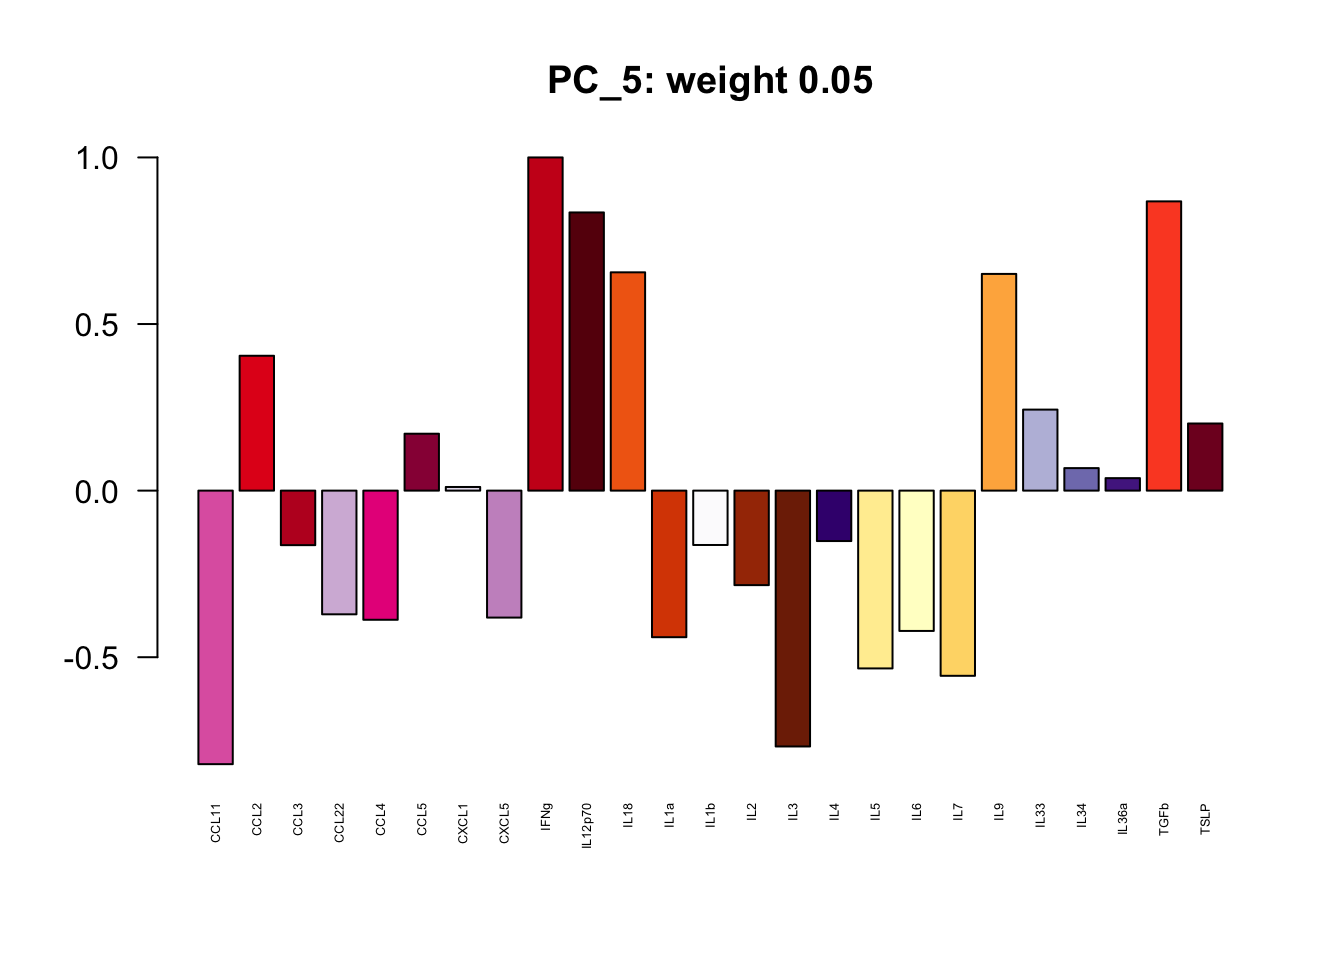 PC_5: weight 0.05
1.0
0.5
0.0
-0.5
CCL11
CCL2
CCL3
CCL22
CCL4
CCL5
CXCL1
CXCL5
IFNg
IL12p70
IL18
IL1a
IL1b
IL2
IL3
IL4
IL5
IL6
IL7
IL9
IL33
IL34
IL36a
TGFb
TSLP